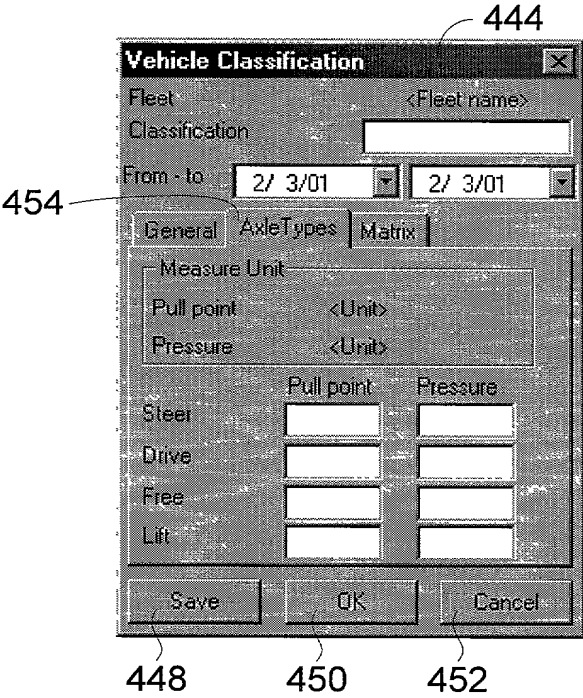 444
Vehicle Classification
Fleet <Fleet name>
Classification
From - to 2/ 3/01 2/ 3/01
454
General AxleTypes Matrix
Measure Unit
Pull point <Unit>
Pressure <Unit>
Pull point Pressure
Steer
Drive
Free
Lift
Save OK Cancel
448 450 452